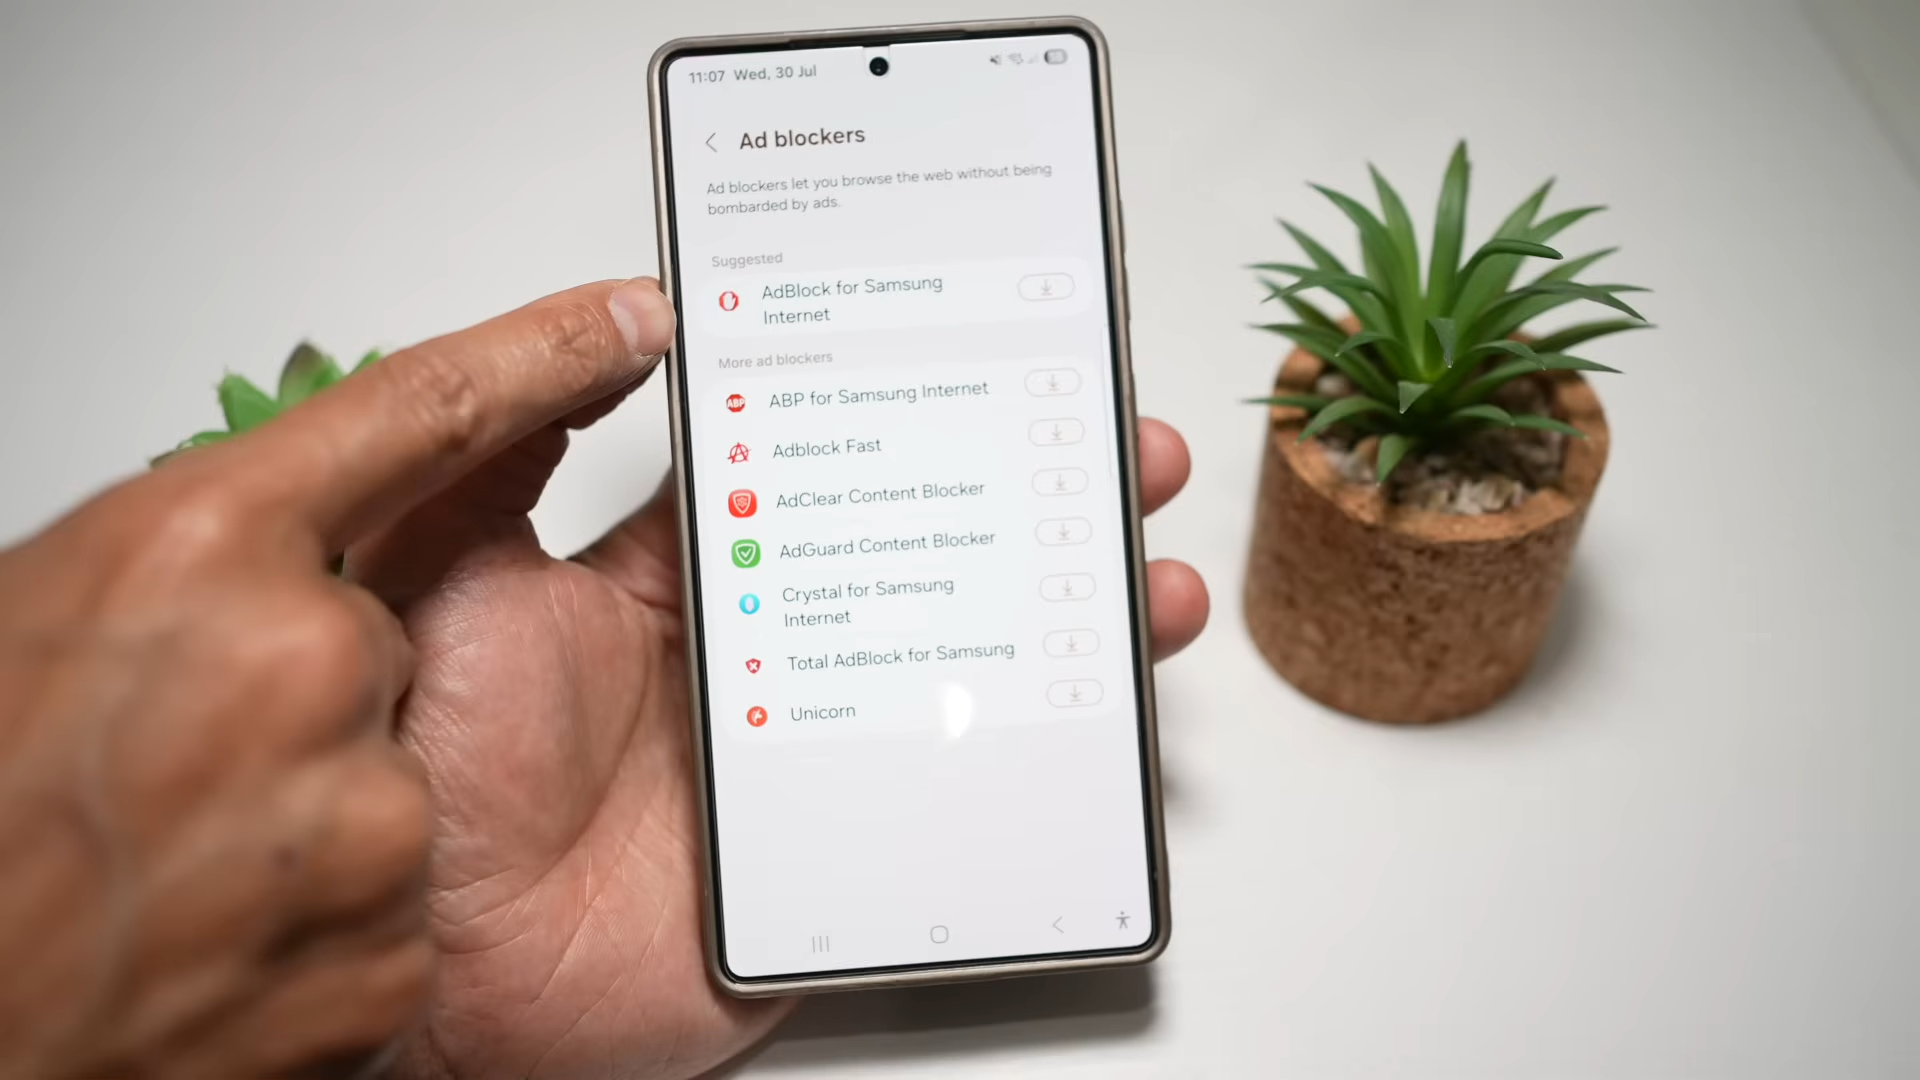 11:07 Wed, 30 Jul
Ad blockers
Ad blockers let you browse the web without being
bombarded by ads.
Suggested
AdBlock for Samsung
Internet
More ad blockers
ABP
ABP for Samsung Internet
Adblock Fast
AdClear Content Blocker
AdGuard Content Blocker
Crystal for Samsung
Internet
Total AdBlock for Samsung
Unicorn